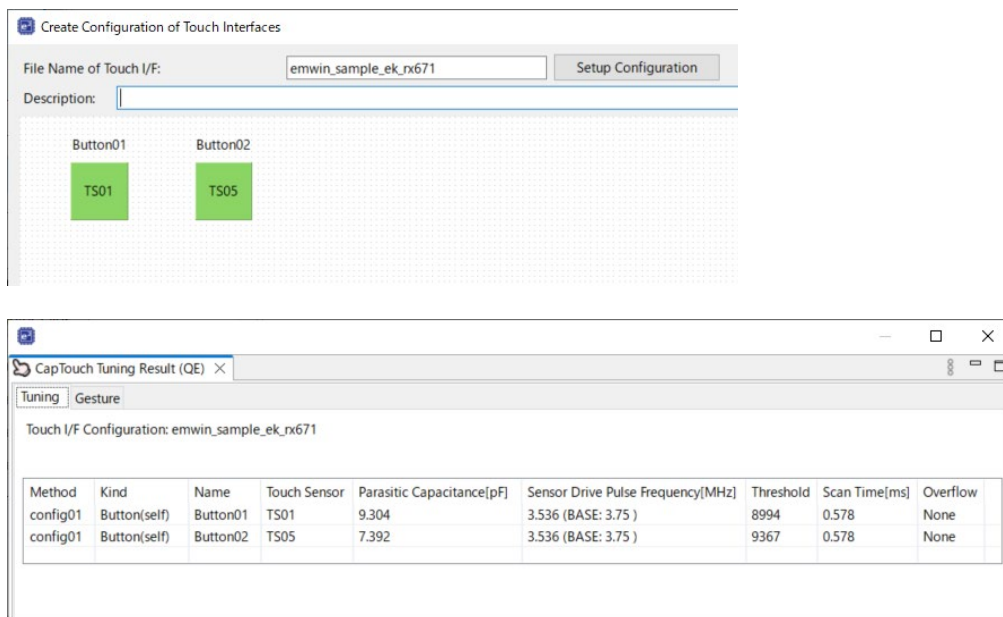 Create Configuration of Touch Interfaces
File Name of Touch I/F: emwin_sample_ek_rx671 Setup Configuration
Description:
Button01 Button02
TS01 TS05
CapTouch Tuning Result (QE)
Tuning Gesture
Touch I/F Configuration: emwin_sample_ek_rx671
Method Kind Name Touch Sensor Parasitic Capacitance[pF] Sensor Drive Pulse Frequency[MHz] Threshold Scan Time[ms] Overflow
config01 Button(self) Button01 TS01 9.304 3.536 (BASE: 3.75 ) 8994 0.578 None
config01 Button(self) Button02 TS05 7.392 3.536 (BASE: 3.75 ) 9367 0.578 None